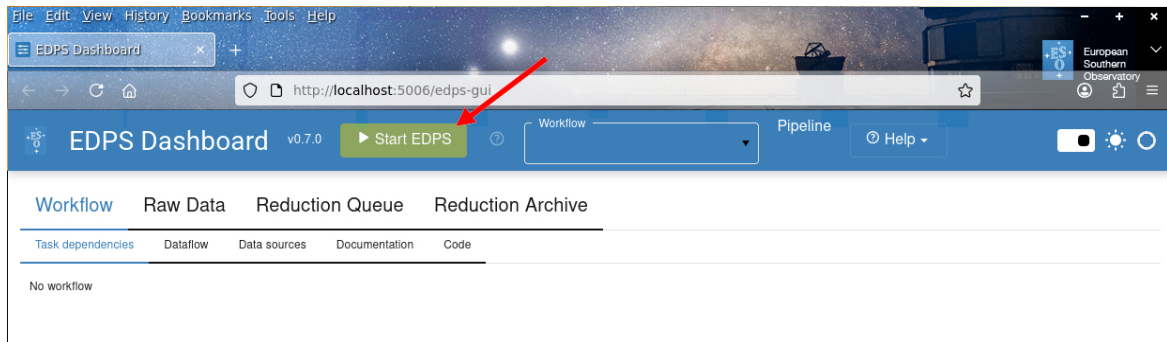 File Edit View History Bookmarks Tools Help
EDPS Dashboard × +
ES
O
European
Southern
Observatory
http://localhost:5006/edps-gui
EDPS Dashboard v0.7.0 Start EDPS Workflow Pipeline Help
Workflow Raw Data Reduction Queue Reduction Archive
Task dependencies Dataflow Data sources Documentation Code
No workflow